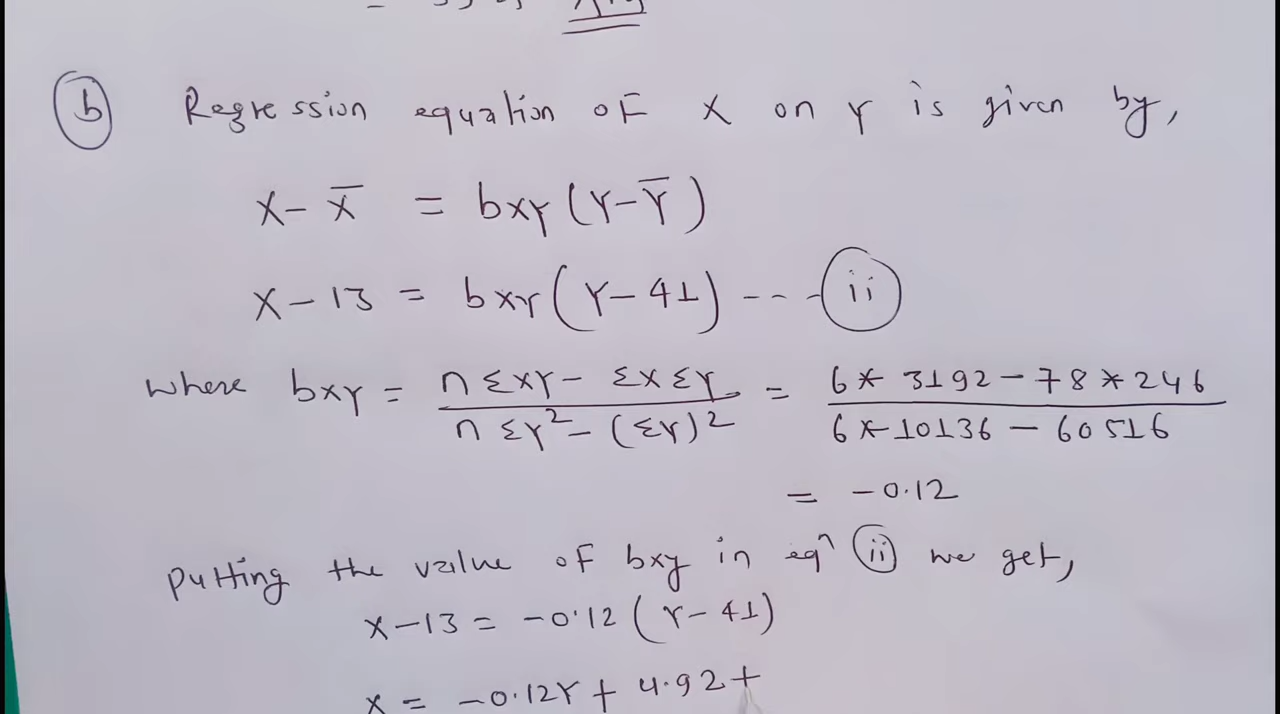 (b) Regression equation of X on Y is given by,
X - X̄ = bxy (Y - Ȳ)
X - 13 = bxy (Y - 41) --- (ii)
where bxy = nΣXY - ΣXΣY / nΣY² - (ΣY)² = 6 * 3192 - 78 * 246 / 6 * 10136 - 60516
= -0.12
Putting the value of bxy in eqⁿ (ii) we get,
X - 13 = -0.12 (Y - 41)
X = -0.12Y + 4.92 +